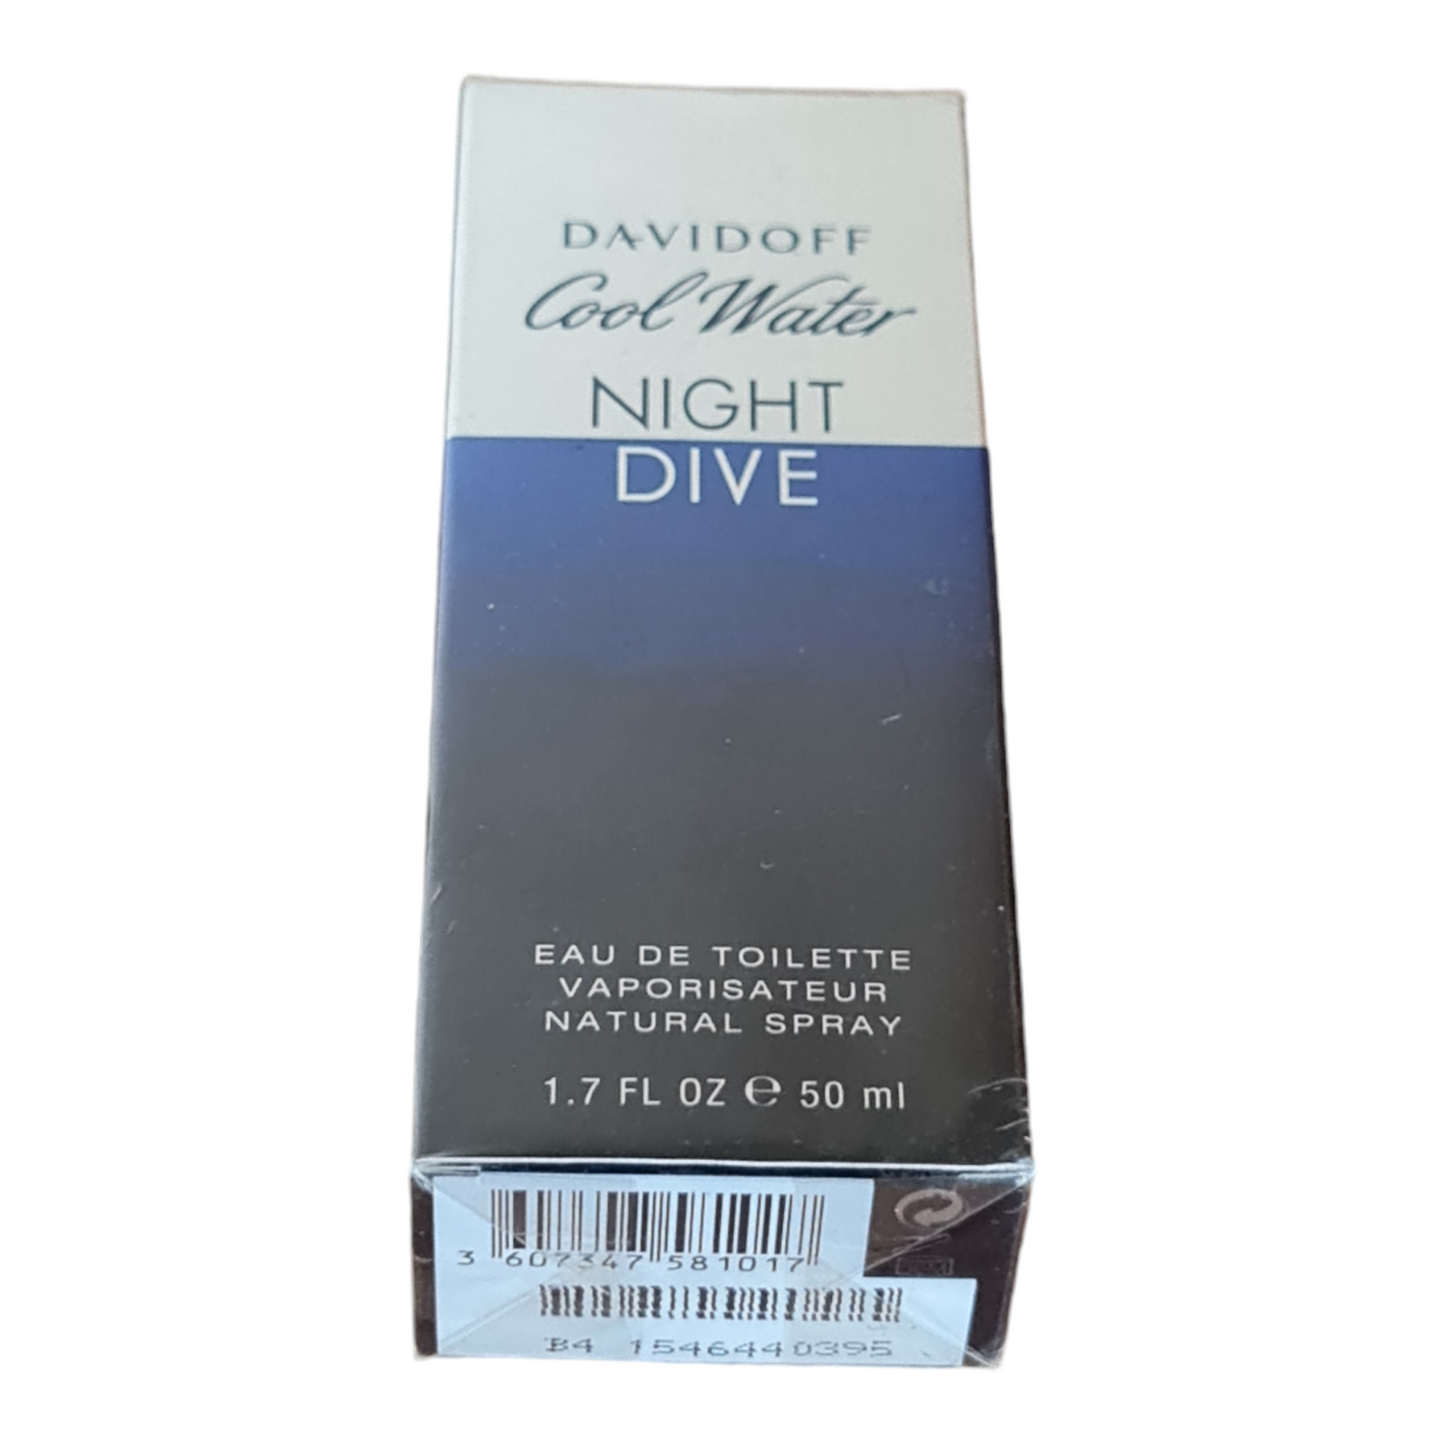 DAVIDOFF
Cool Water
NIGHT
DIVE
EAU DE TOILETTE
VAPORISATEUR
NATURAL SPRAY
1.7 FL OZ ℮ 50 ml
3 607347 581017
B4 15464440395